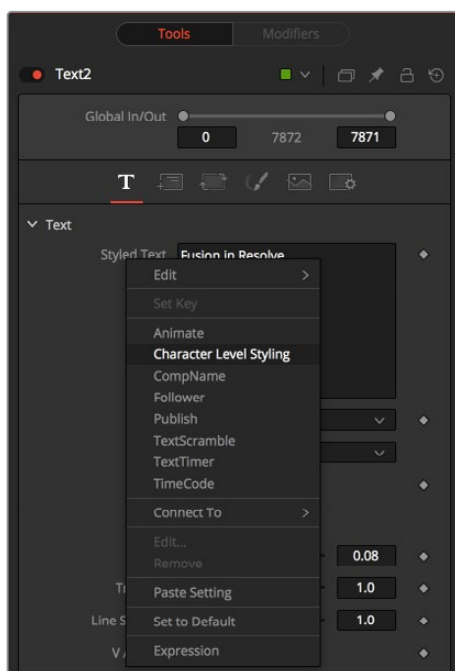 Tools Modifiers
Text2
Global In/Out
0 7872 7871
T
Text
Styled Text Fusion in Resolve
Edit
Set Key
Animate
Character Level Styling
CompName
Follower
Publish
TextScramble
TextTimer
TimeCode
Connect To
Edit...
Remove
0.08
Paste Setting
1.0
Line S
Set to Default
1.0
Expression